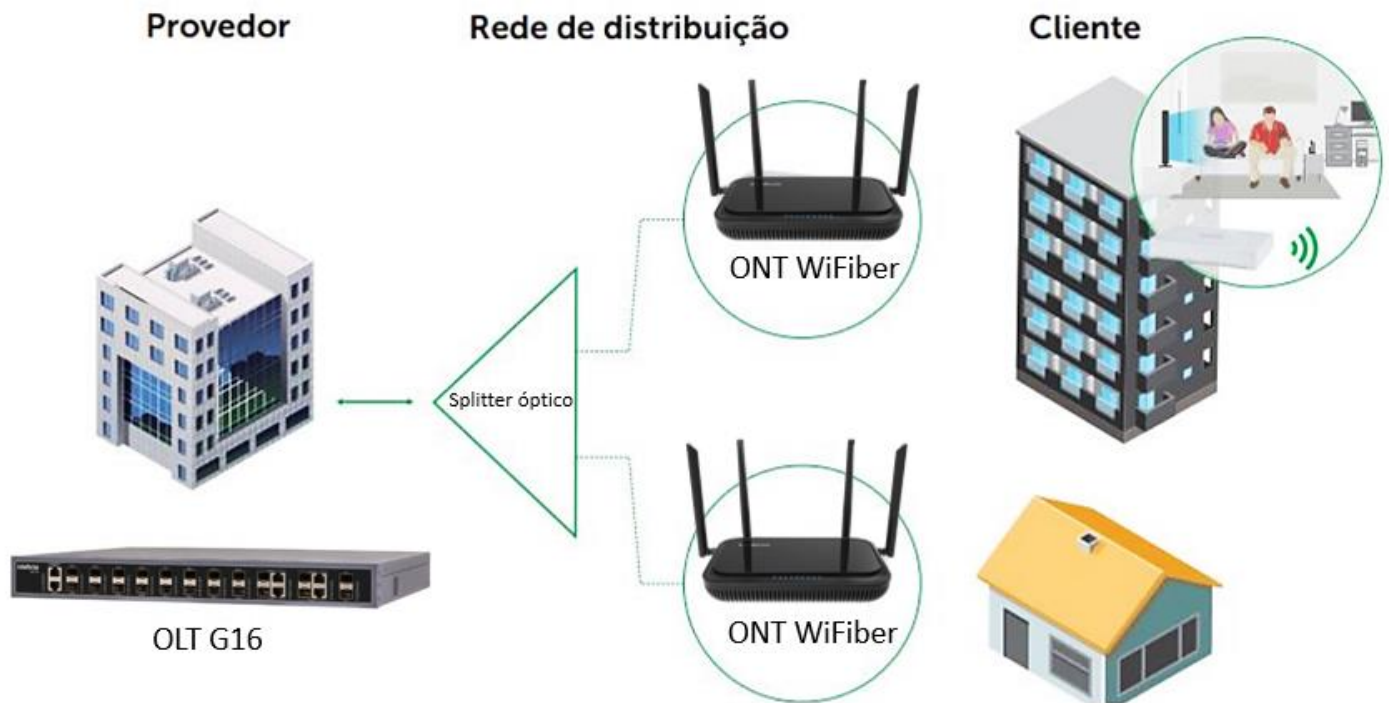 Provedor
Rede de distribuição
Cliente
ONT WiFiber
Splitter óptico
ONT WiFiber
OLT G16